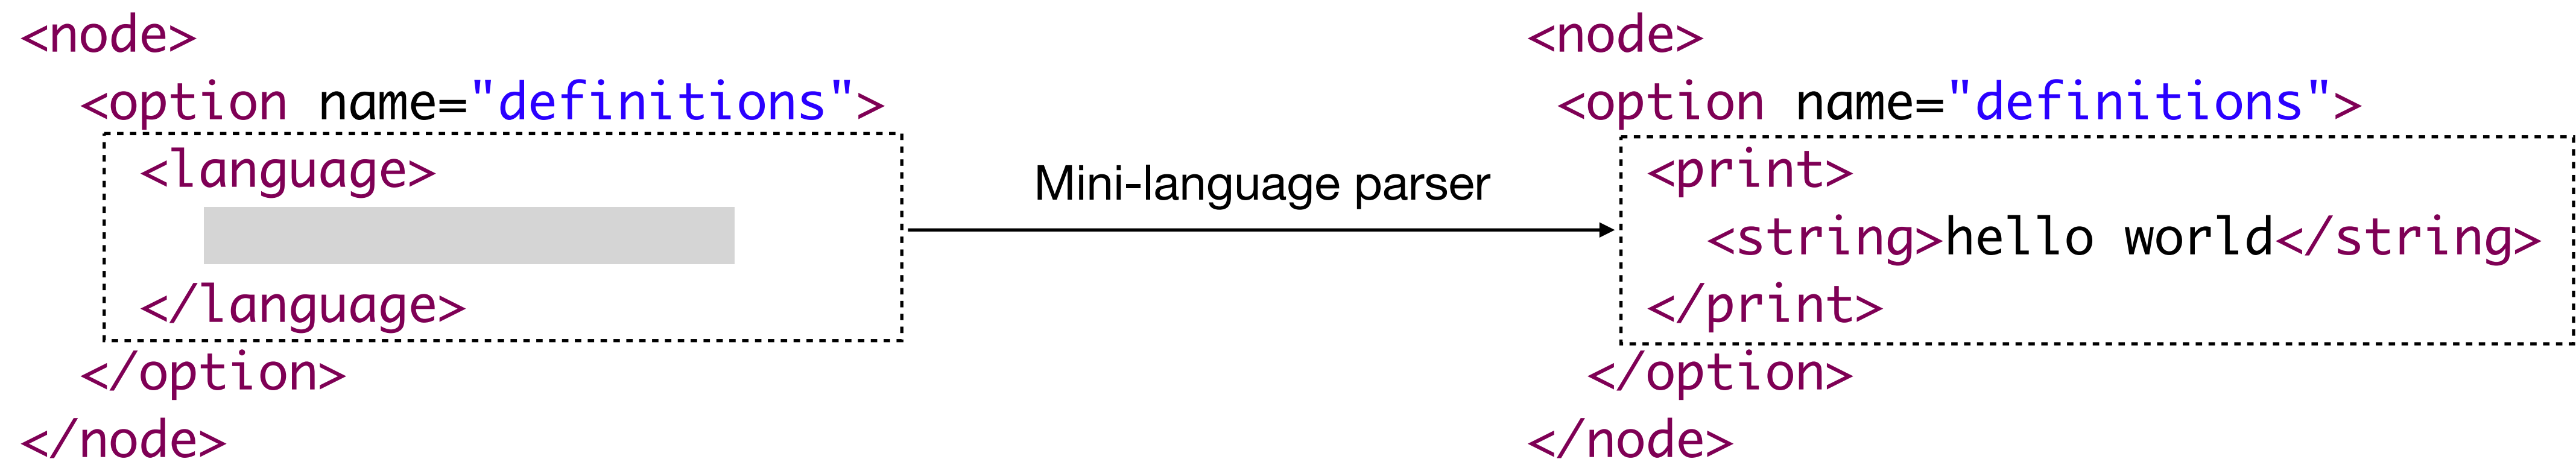 <node>
<option name="definitions">
<language>
</language>
</option>
</node>
Mini-language parser
<node>
<option name="definitions">
<print>
<string>hello world</string>
</print>
</option>
</node>